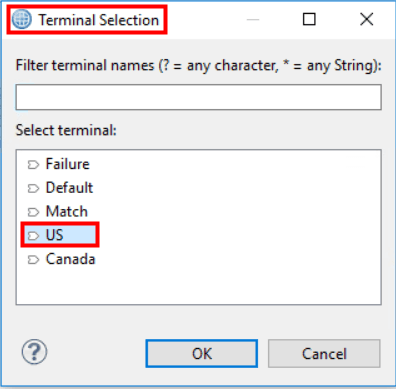 Terminal Selection
Filter terminal names (? = any character, * = any String):
Select terminal:
Failure
Default
Match
US
Canada
?
OK Cancel